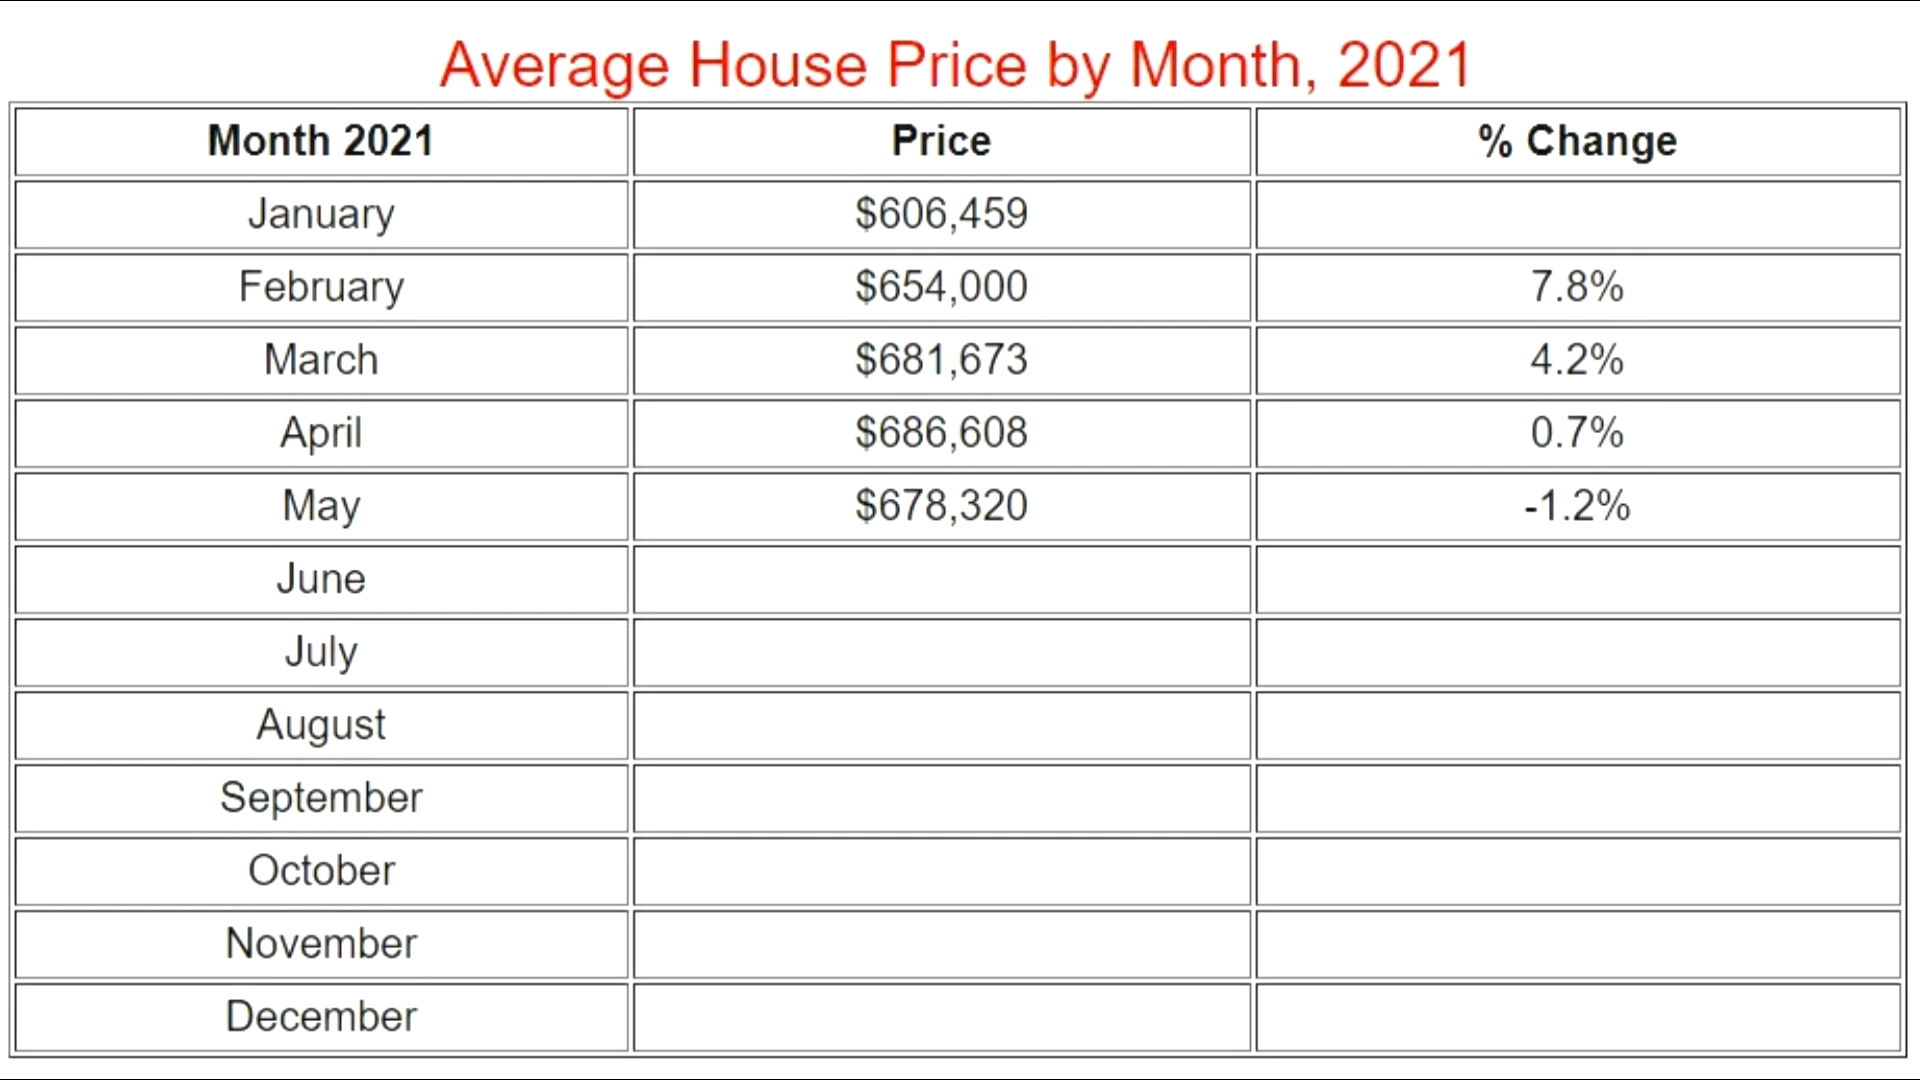 Average House Price by Month, 2021
Month 2021 Price % Change
January $606,459
February $654,000 7.8%
March $681,673 4.2%
April $686,608 0.7%
May $678,320 -1.2%
June
July
August
September
October
November
December